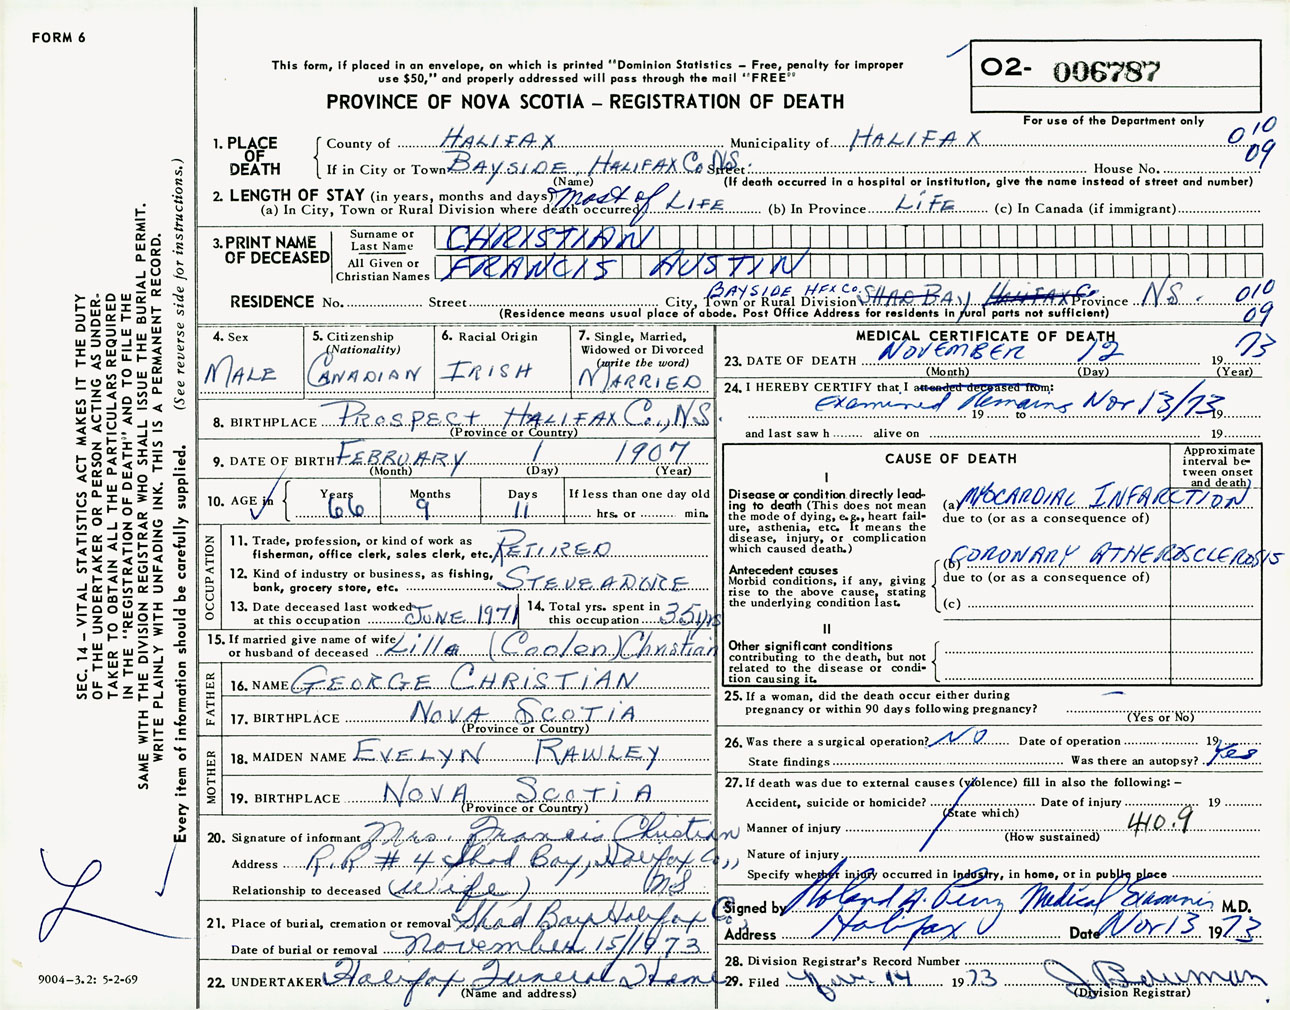 FORM 6
This form, if placed in an envelope, on which is printed "Dominion Statistics – Free, penalty for improper
use $50," and properly addressed will pass through the mail "FREE"
O2- 006787
PROVINCE OF NOVA SCOTIA – REGISTRATION OF DEATH
For use of the Department only
1. PLACE OF DEATH
County of HALIFAX Municipality of HALIFAX 010
If in City or Town BAYSIDE, HALIFAX CO NS. Street House No. 09
(Name) (If death occurred in a hospital or institution, give the name instead of street and number)
2. LENGTH OF STAY (in years, months and days)
(a) In City, Town or Rural Division where death occurred Most of LIFE (b) In Province LIFE (c) In Canada (if immigrant)
3. PRINT NAME OF DECEASED
Surname or Last Name CHRISTIAN
All Given or Christian Names FRANCIS AUSTIN
BAYSIDE HFX CO.
RESIDENCE No. Street City, Town or Rural Division SHAD BAY HALIFAX Co. Province NS. 010
(Residence means usual place of abode. Post Office Address for residents in rural parts not sufficient) 09
4. Sex MALE
5. Citizenship (Nationality) CANADIAN
6. Racial Origin IRISH
7. Single, Married, Widowed or Divorced (write the word) MARRIED
8. BIRTHPLACE PROSPECT HALIFAX CO., NS.
(Province or Country)
9. DATE OF BIRTH FEBRUARY 1 1907
(Month) (Day) (Year)
10. AGE in Years 66 Months 9 Days 11 If less than one day old hrs. or min.
OCCUPATION
11. Trade, profession, or kind of work as
fisherman, office clerk, sales clerk, etc. RETIRED
12. Kind of industry or business, as fishing,
bank, grocery store, etc. STEVEADORE
13. Date deceased last worked at this occupation JUNE 1971 14. Total yrs. spent in this occupation 35 yrs
15. If married give name of wife
or husband of deceased Lilla (Coolen) Christian
FATHER
16. NAME GEORGE CHRISTIAN
17. BIRTHPLACE NOVA SCOTIA
(Province or Country)
MOTHER
18. MAIDEN NAME EVELYN RAWLEY
19. BIRTHPLACE NOVA SCOTIA
(Province or Country)
20. Signature of informant Mrs. Francis Christian
Address R.R # 4 Shad Bay, Halifax Co., NS
Relationship to deceased (Wife)
21. Place of burial, cremation or removal Shad Bay Halifax Co.,
Date of burial or removal November 15/1973
22. UNDERTAKER Halifax Funeral Home
(Name and address)
MEDICAL CERTIFICATE OF DEATH
23. DATE OF DEATH NOVEMBER 12 19 73
(Month) (Day) (Year)
24. I HEREBY CERTIFY that I attended deceased from:
Examined Remains Nov 13/73
19 to 19
and last saw h alive on 19
CAUSE OF DEATH
Approximate interval between onset and death)
I
Disease or condition directly leading to death (This does not
the mode of dying, e.g., heart failure, asthenia, etc. It means the
disease, injury, or complication
which caused death.)
(a) MYOCARDIAL INFARCTION
due to (or as a consequence of)
(b) CORONARY ATHEROSCLEROSIS
due to (or as a consequence of)
(c)
Antecedent causes
Morbid conditions, if any, giving
rise to the above cause, stating
the underlying condition last.
II
Other significant conditions
contributing to the death, but not
related to the disease or condition causing it.
25. If a woman, did the death occur either during
pregnancy or within 90 days following pregnancy? —
(Yes or No)
26. Was there a surgical operation? NO Date of operation 19
State findings Was there an autopsy? Yes
27. If death was due to external causes (violence) fill in also the following: –
Accident, suicide or homicide? Date of injury 19
(State which)
Manner of injury 410.9
(How sustained)
Nature of injury
Specify whether injury occurred in industry, in home, or in public place
Signed by Roland A. Perry Medical Examiner M.D.
Address Halifax Date Nov 13 1973
28. Division Registrar's Record Number
29. Filed Nov. 14 1973 J Bowman
(Division Registrar)
SEC. 14 – VITAL STATISTICS ACT MAKES IT THE DUTY
OF THE UNDERTAKER OR PERSON ACTING AS UNDERTAKER TO OBTAIN ALL THE PARTICULARS REQUIRED
IN THE "REGISTRATION OF DEATH" AND TO FILE THE
SAME WITH THE DIVISION REGISTRAR WHO SHALL ISSUE THE BURIAL PERMIT.
WRITE PLAINLY WITH UNFADING INK. THIS IS A PERMANENT RECORD.
Every item of information should be carefully supplied. (See reverse side for instructions.)
9004–3.2: 5-2-69